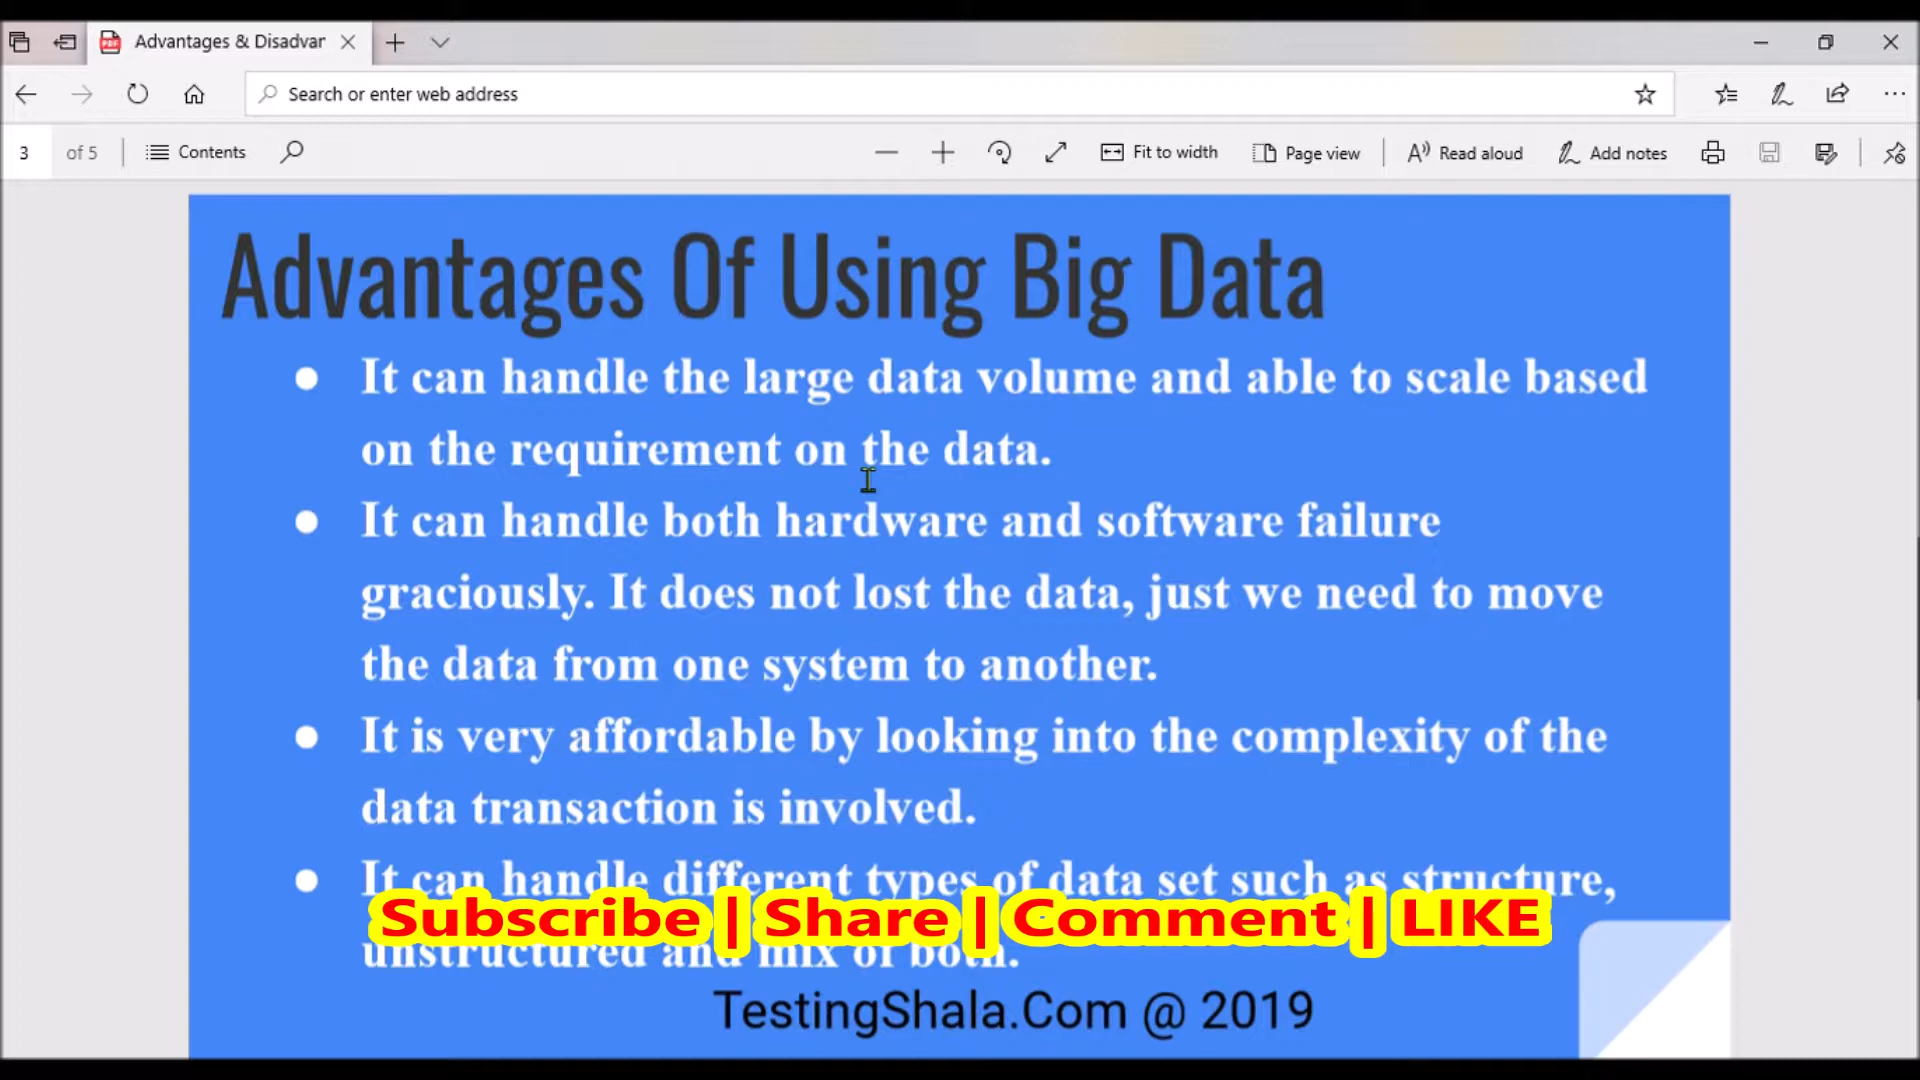 Advantages & Disadvar
Search or enter web address
3 of 5 Contents Fit to width Page view Read aloud Add notes
Advantages Of Using Big Data
It can handle the large data volume and able to scale based
on the requirement on the data.
It can handle both hardware and software failure
graciously. It does not lost the data, just we need to move
the data from one system to another.
It is very affordable by looking into the complexity of the
data transaction is involved.
It can handle different types of data set such as structure,
Subscribe | Share | Comment | LIKE
unstructured and mix of both.
TestingShala.Com @ 2019